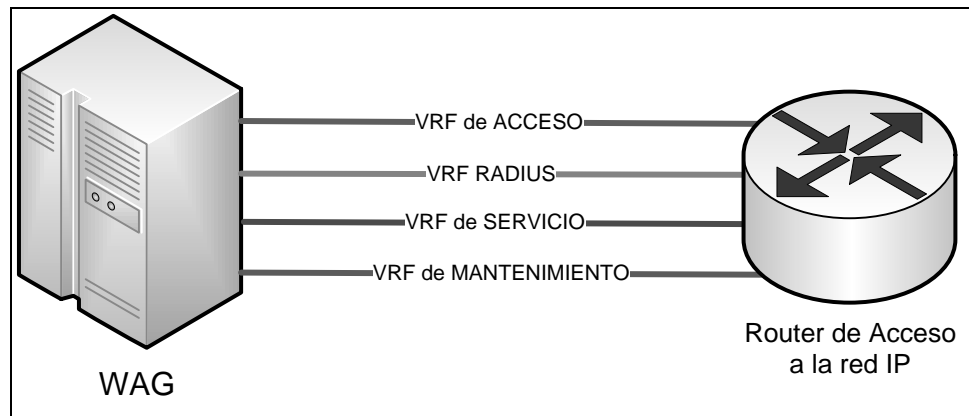 VRF de ACCESO
VRF RADIUS
VRF de SERVICIO
VRF de MANTENIMIENTO
Router de Acceso
a la red IP
WAG